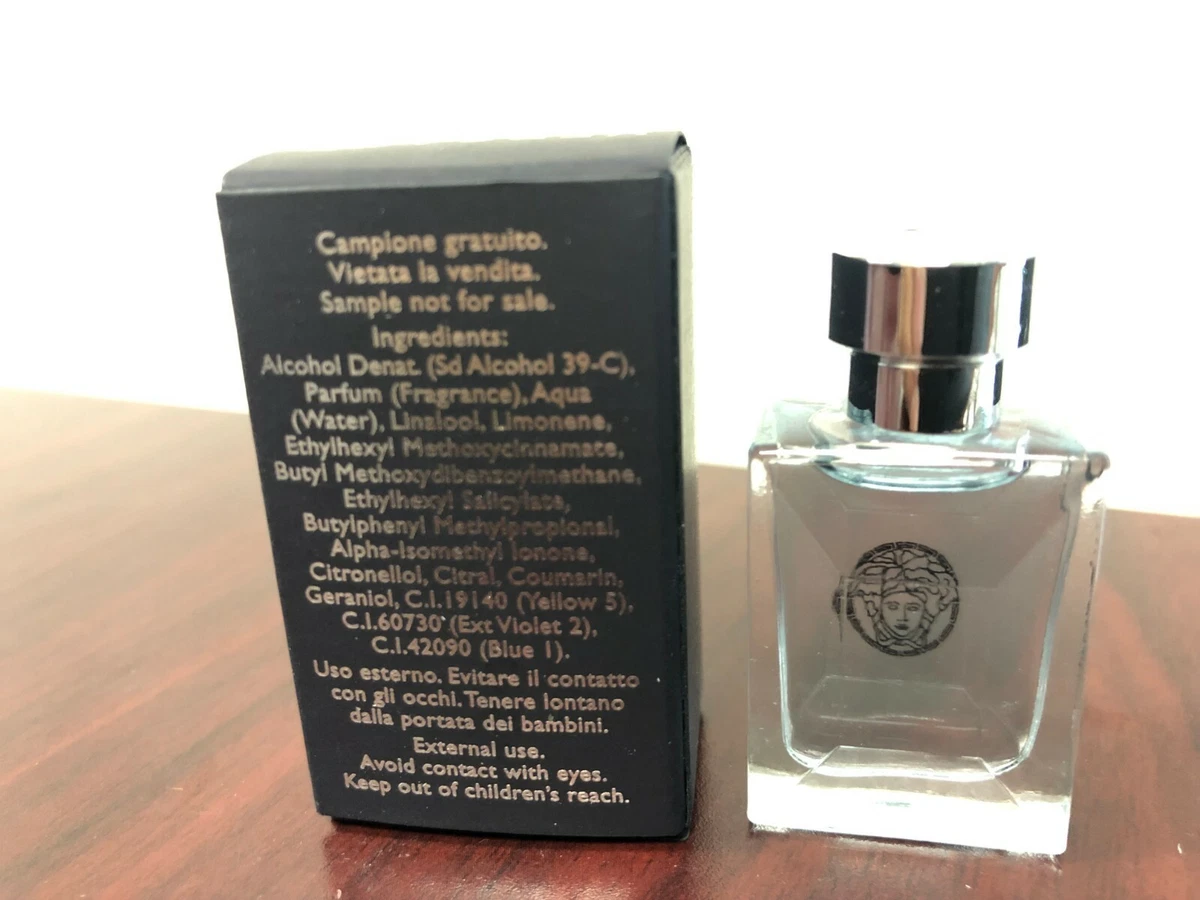 Campione gratuito.
Vietata la vendita.
Sample not for sale.
Ingredients:
Alcohol Denat. (Sd Alcohol 39-C),
Parfum (Fragrance), Aqua
(Water), Linalool, Limonene,
Ethylhexyl Methoxycinnamate,
Butyl Methoxydibenzoylmethane,
Ethylhexyl Salicylate,
Butylphenyl Methylpropional,
Alpha-Isomethyl Ionone,
Citronellol, Citral, Coumarin,
Geraniol, C.I.19140 (Yellow 5),
C.I.60730 (Ext Violet 2),
C.I.42090 (Blue 1).
Uso esterno. Evitare il contatto
con gli occhi. Tenere lontano
dalla portata dei bambini.
External use.
Avoid contact with eyes.
Keep out of children's reach.